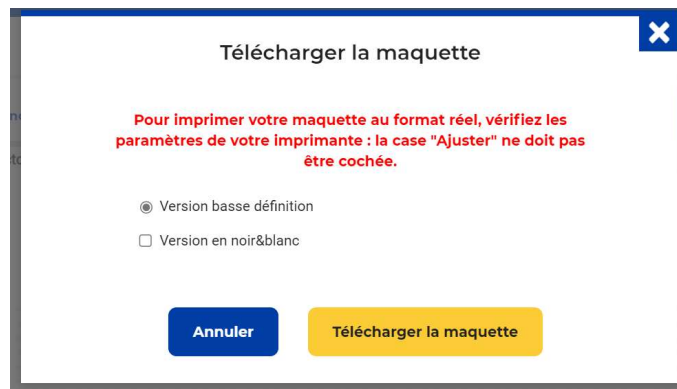 Télécharger la maquette
Pour imprimer votre maquette au format réel, vérifiez les
paramètres de votre imprimante : la case "Ajuster" ne doit pas
être cochée.
Version basse définition
Version en noir&blanc
Annuler
Télécharger la maquette